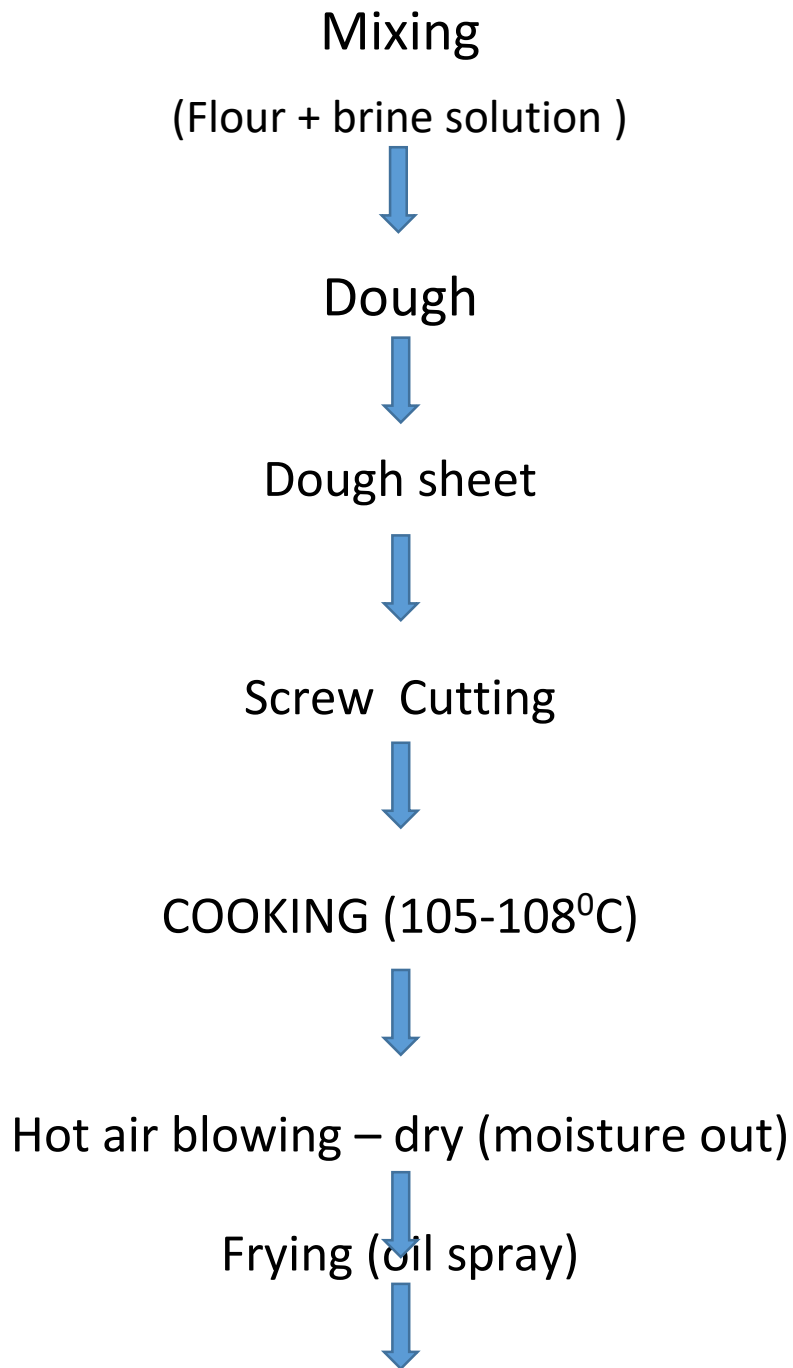 Mixing
(Flour + brine solution )
Dough
Dough sheet
Screw  Cutting
COOKING (105-108⁰C)
Hot air blowing – dry (moisture out)
Frying (oil spray)